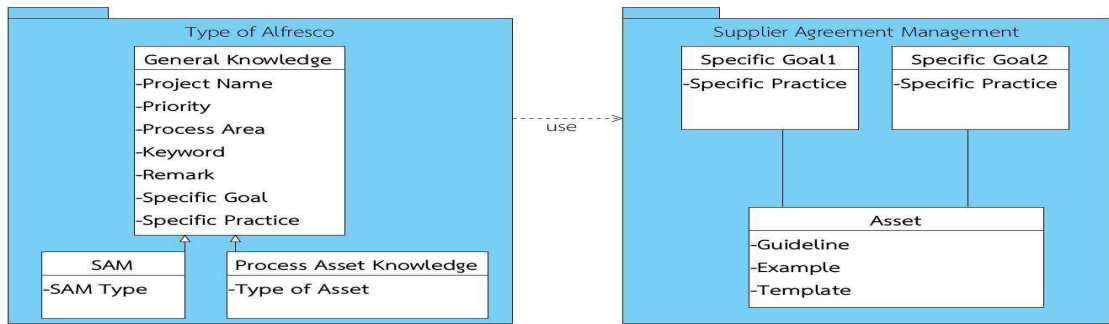 Type of Alfresco
General Knowledge
-Project Name
-Priority
-Process Area
-Keyword
-Remark
-Specific Goal
-Specific Practice
SAM
-SAM Type
Process Asset Knowledge
-Type of Asset
use
Supplier Agreement Management
Specific Goal1
-Specific Practice
Specific Goal2
-Specific Practice
Asset
-Guideline
-Example
-Template